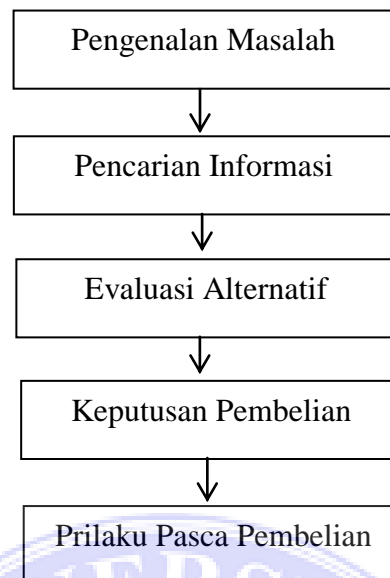 Pengenalan Masalah
Pencarian Informasi
Evaluasi Alternatif
Keputusan Pembelian
Prilaku Pasca Pembelian